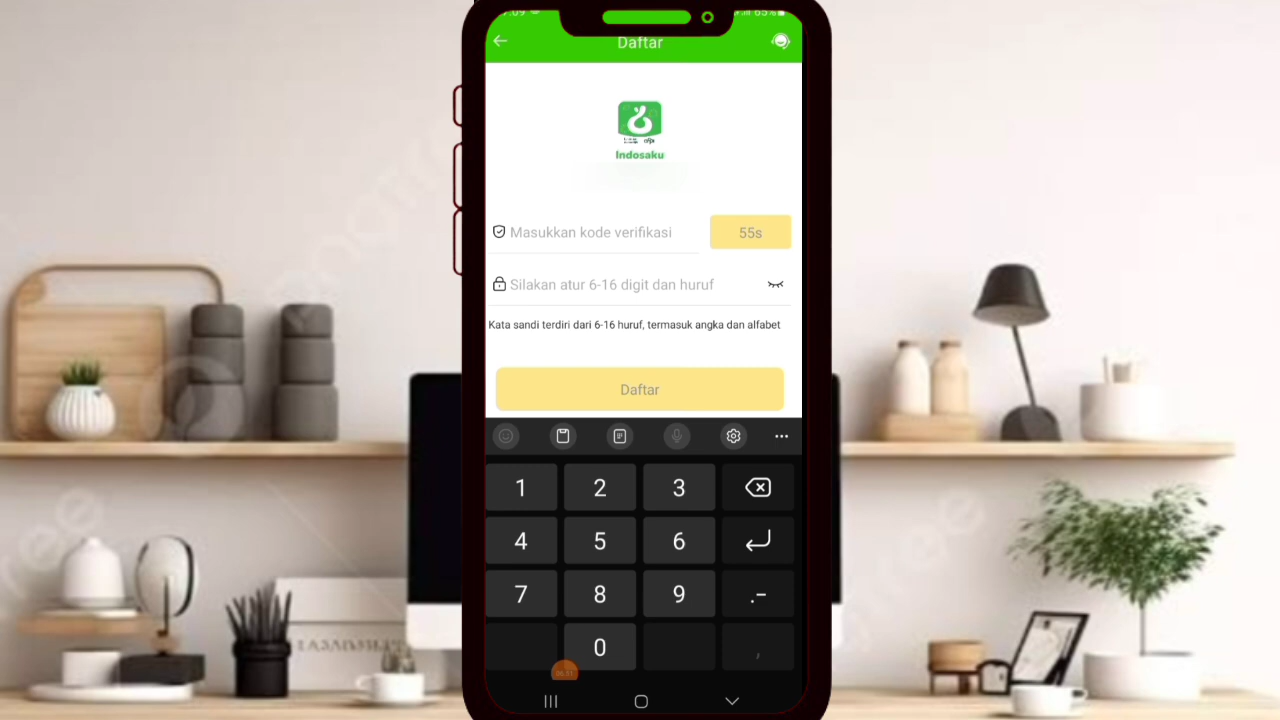 Daftar
Indosaku
Masukkan kode verifikasi
55s
Silakan atur 6-16 digit dan huruf
Kata sandi terdiri dari 6-16 huruf, termasuk angka dan alfabet
Daftar
1 2 3
4 5 6
7 8 9 .-
0 ,